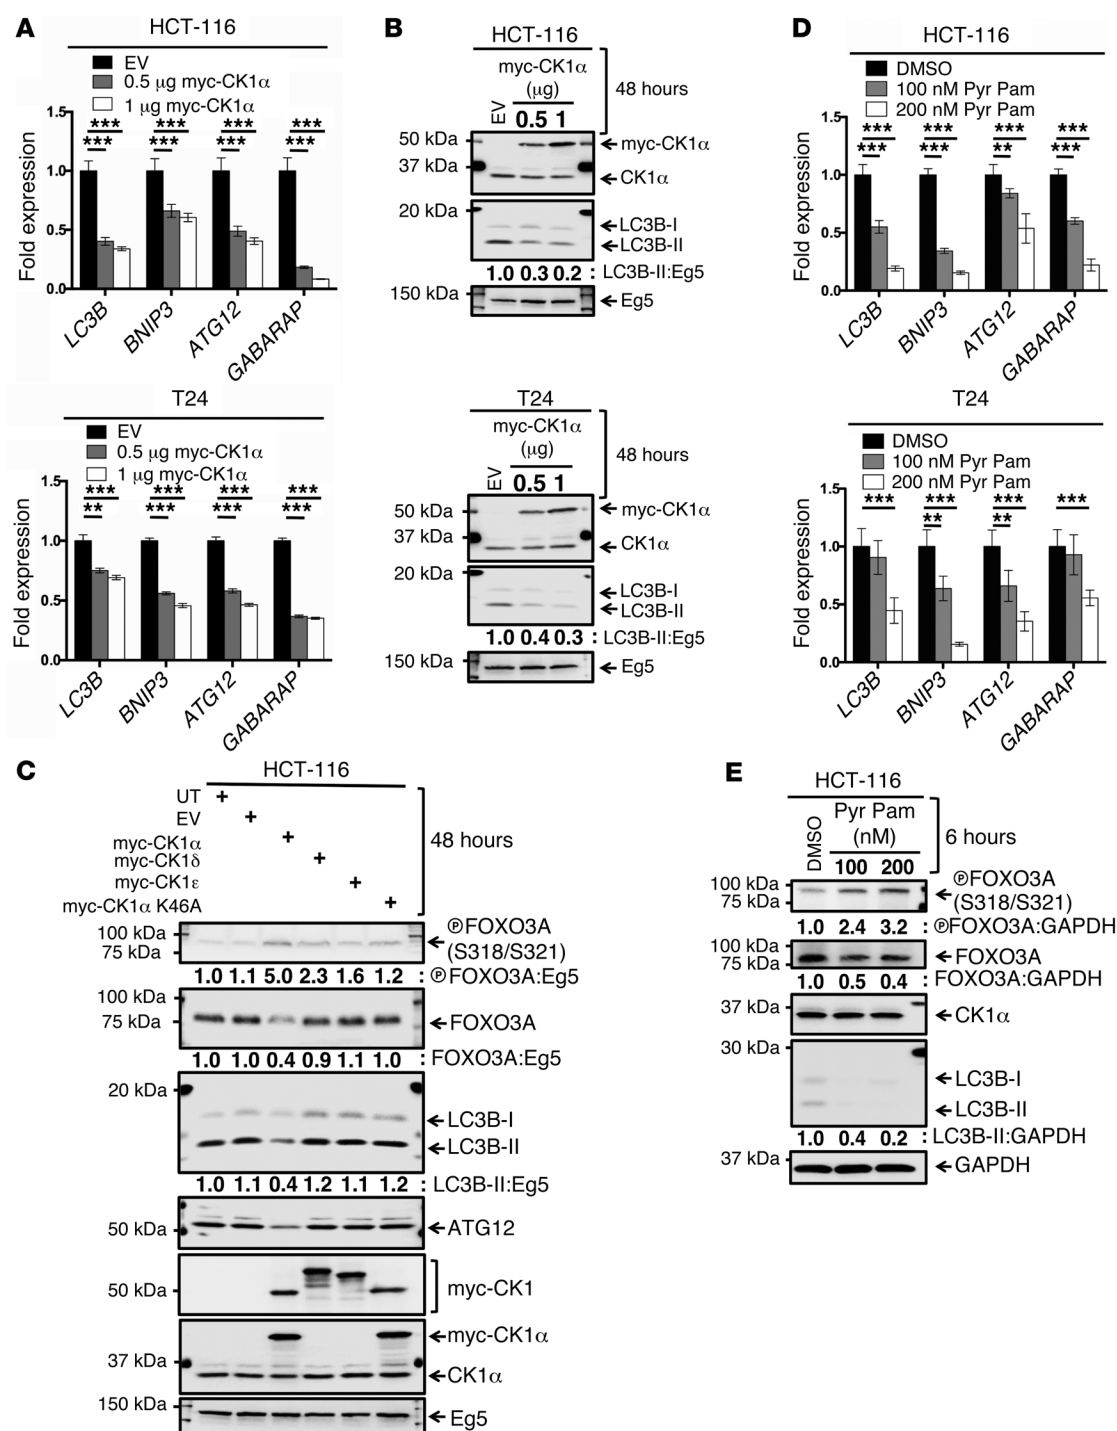 A
HCT-116
EV
0.5 μg myc-CK1α
1 μg myc-CK1α
Fold expression
1.5
1.0
0.5
0.0
*** *** *** ***
*** *** *** ***
LC3B
BNIP3
ATG12
GABARAP
T24
EV
0.5 μg myc-CK1α
1 μg myc-CK1α
Fold expression
1.5
1.0
0.5
0.0
*** *** *** ***
** *** *** ***
LC3B
BNIP3
ATG12
GABARAP
B
HCT-116
myc-CK1α
(μg)
EV
0.5 1
48 hours
50 kDa
37 kDa
myc-CK1α
CK1α
20 kDa
LC3B-I
LC3B-II
1.0 0.3 0.2 : LC3B-II:Eg5
150 kDa
Eg5
T24
myc-CK1α
(μg)
EV
0.5 1
48 hours
50 kDa
37 kDa
myc-CK1α
CK1α
20 kDa
LC3B-I
LC3B-II
1.0 0.4 0.3 : LC3B-II:Eg5
150 kDa
Eg5
D
HCT-116
DMSO
100 nM Pyr Pam
200 nM Pyr Pam
Fold expression
1.5
1.0
0.5
0.0
*** *** *** ***
*** *** ** ***
LC3B
BNIP3
ATG12
GABARAP
T24
DMSO
100 nM Pyr Pam
200 nM Pyr Pam
Fold expression
1.5
1.0
0.5
0.0
*** *** *** ***
** **
LC3B
BNIP3
ATG12
GABARAP
C
HCT-116
UT +
EV +
myc-CK1α +
myc-CK1δ +
myc-CK1ε +
myc-CK1α K46A +
48 hours
100 kDa
75 kDa
ⓅFOXO3A
(S318/S321)
1.0 1.1 5.0 2.3 1.6 1.2 : ⓅFOXO3A:Eg5
100 kDa
75 kDa
FOXO3A
1.0 1.0 0.4 0.9 1.1 1.0 : FOXO3A:Eg5
20 kDa
LC3B-I
LC3B-II
1.0 1.1 0.4 1.2 1.1 1.2 : LC3B-II:Eg5
50 kDa
ATG12
50 kDa
myc-CK1
myc-CK1α
37 kDa
CK1α
150 kDa
Eg5
E
HCT-116
DMSO
Pyr Pam
(nM)
100 200
6 hours
100 kDa
75 kDa
ⓅFOXO3A
(S318/S321)
1.0 2.4 3.2 : ⓅFOXO3A:GAPDH
100 kDa
75 kDa
FOXO3A
1.0 0.5 0.4 : FOXO3A:GAPDH
37 kDa
CK1α
30 kDa
LC3B-I
LC3B-II
1.0 0.4 0.2 : LC3B-II:GAPDH
37 kDa
GAPDH